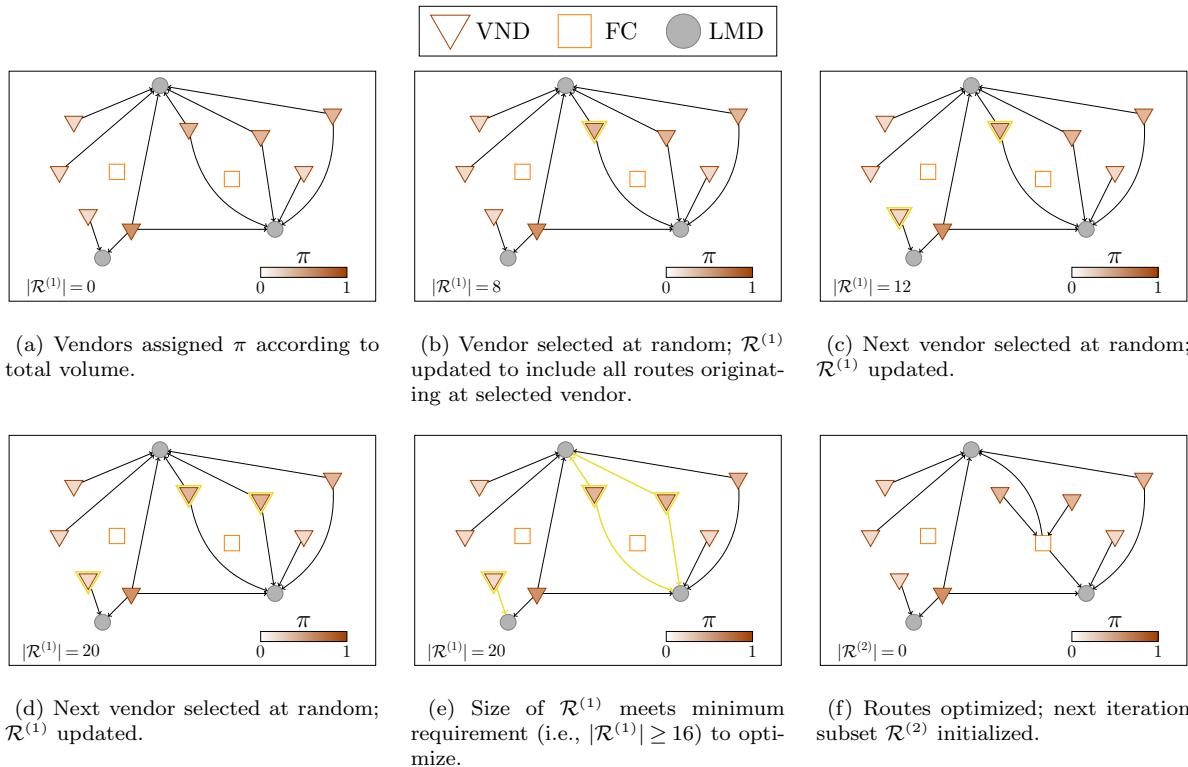 VND FC LMD
π
0 1
|R⁽¹⁾| = 0
π
0 1
|R⁽¹⁾| = 8
π
0 1
|R⁽¹⁾| = 12
(a) Vendors assigned π according to
total volume.
(b) Vendor selected at random; R⁽¹⁾
updated to include all routes originat-
ing at selected vendor.
(c) Next vendor selected at random;
R⁽¹⁾ updated.
π
0 1
|R⁽¹⁾| = 20
π
0 1
|R⁽¹⁾| = 20
π
0 1
|R⁽²⁾| = 0
(d) Next vendor selected at random;
R⁽¹⁾ updated.
(e) Size of R⁽¹⁾ meets minimum
requirement (i.e., |R⁽¹⁾| ≥ 16) to opti-
mize.
(f) Routes optimized; next iteration
subset R⁽²⁾ initialized.